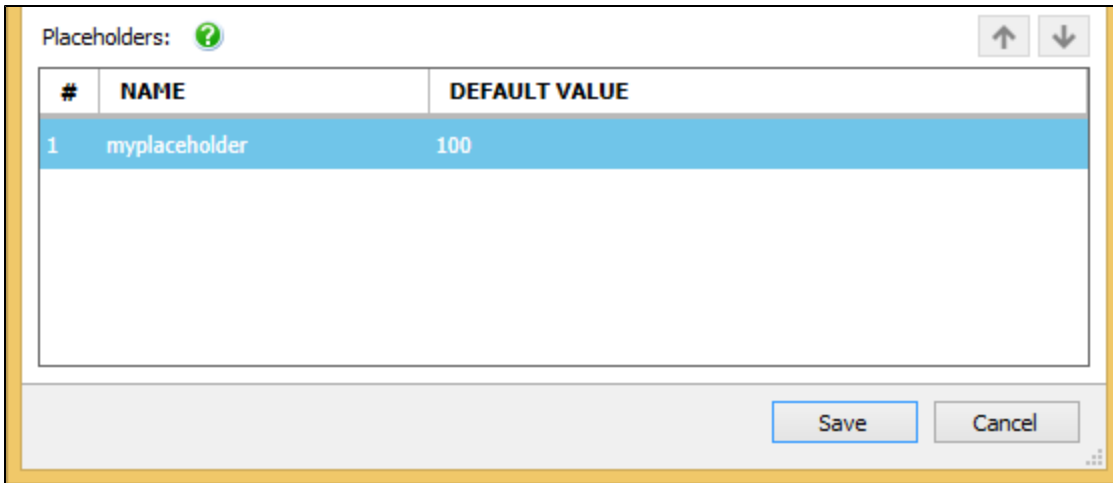 Placeholders: ?
# NAME DEFAULT VALUE
1 myplaceholder 100
Save Cancel